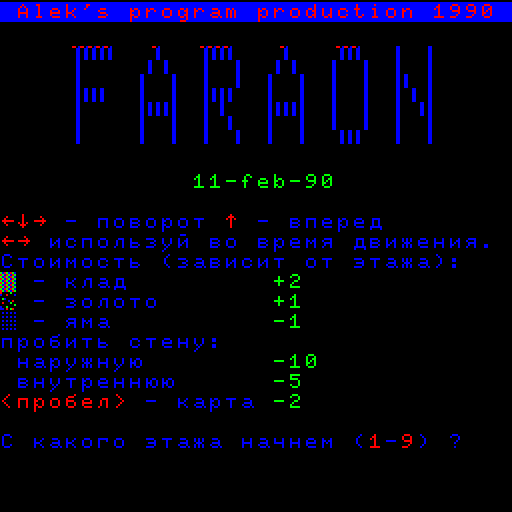 Alek's program production 1990
FARAON
11-feb-90
←↓→ - поворот ↑ - вперед
←→ используй во время движения.
Стоимость (зависит от этажа):
- клад +2
- золото +1
- яма -1
пробить стену:
наружную -10
внутреннюю -5
<пробел> - карта -2
С какого этажа начнем (1-9) ?